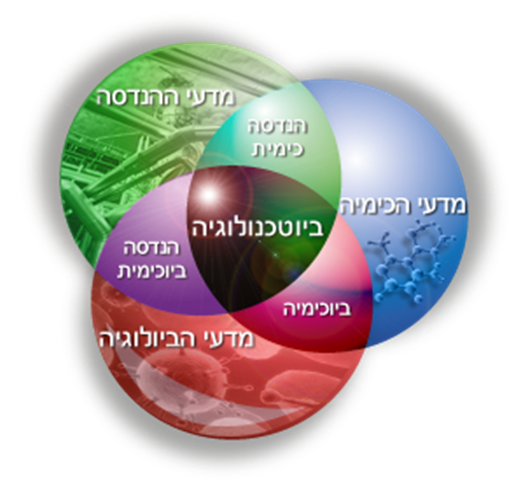 מדעי ההנדסה
הנדסה
כימית
מדעי הכימיה
ביוטכנולוגיה
הנדסה
ביוכימית
ביוכימיה
מדעי הביולוגיה